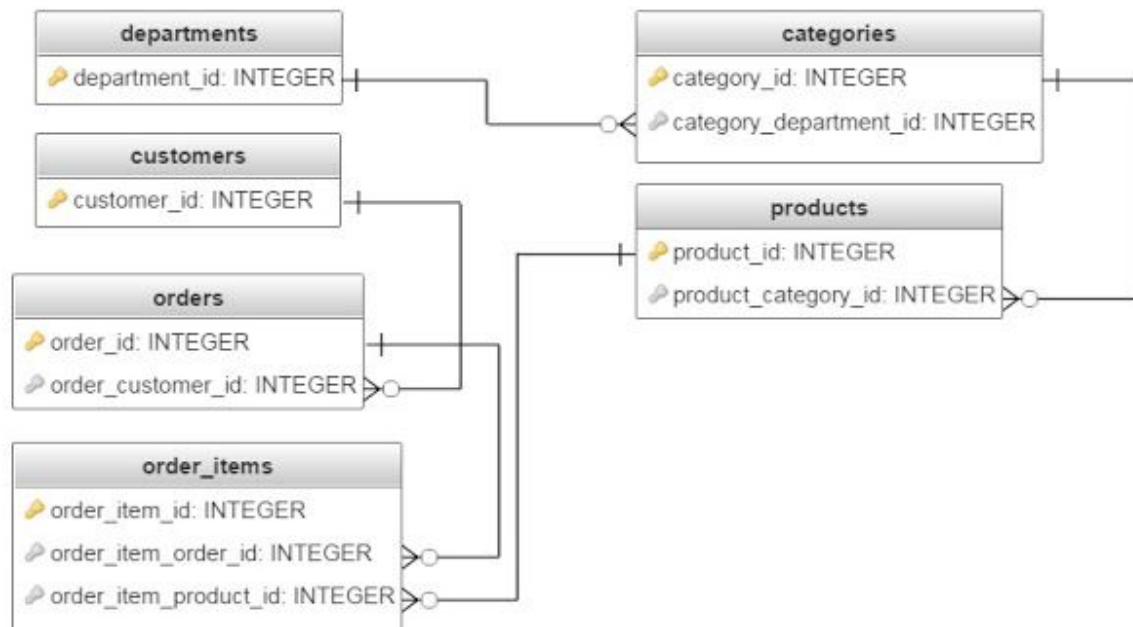 departments
department_id: INTEGER
customers
customer_id: INTEGER
orders
order_id: INTEGER
order_customer_id: INTEGER
order_items
order_item_id: INTEGER
order_item_order_id: INTEGER
order_item_product_id: INTEGER
categories
category_id: INTEGER
category_department_id: INTEGER
products
product_id: INTEGER
product_category_id: INTEGER